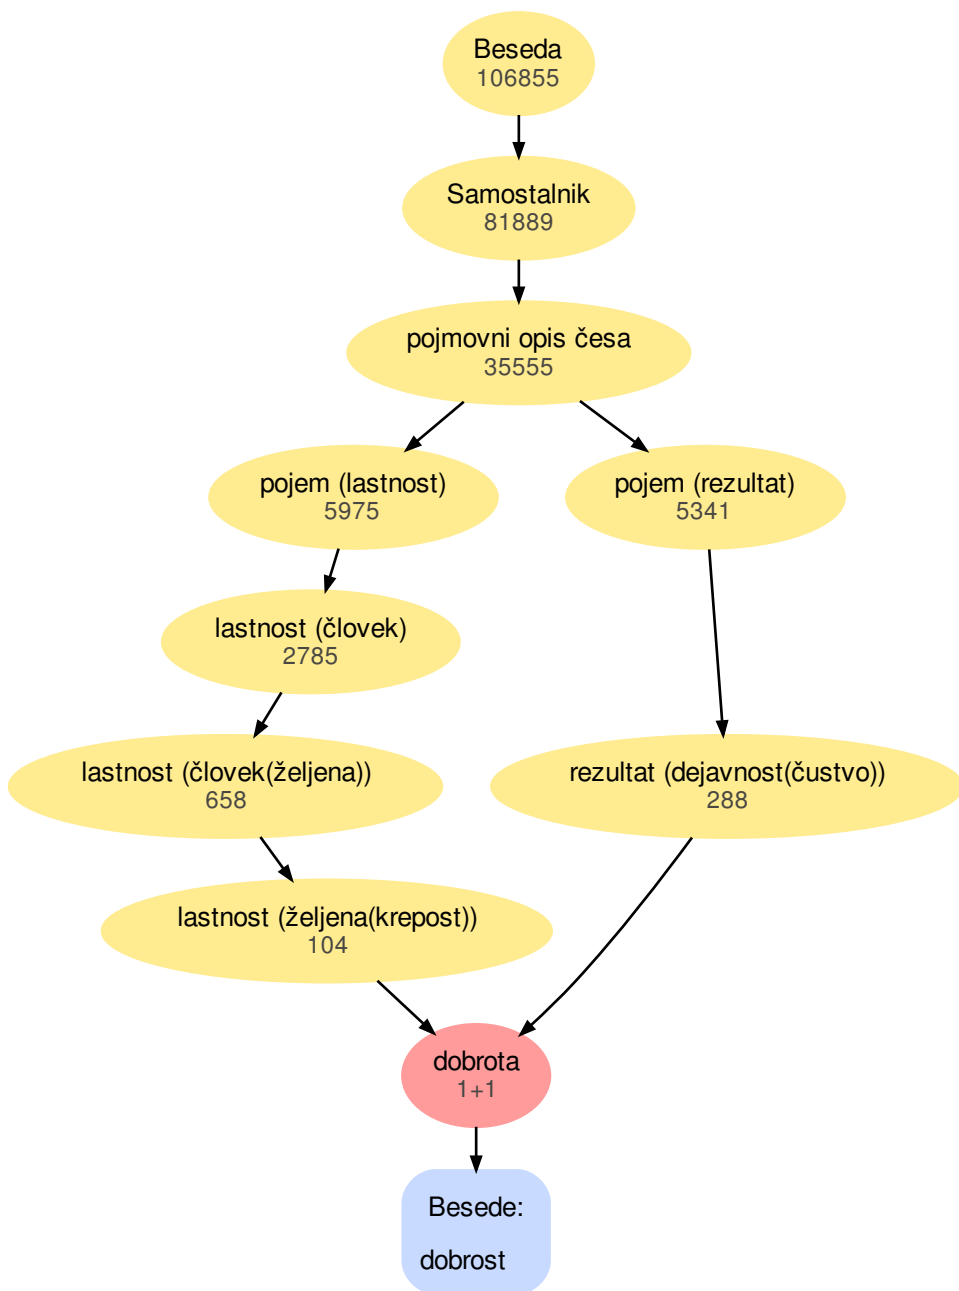 Beseda
106855
Samostalnik
81889
pojmovni opis česa
35555
pojem (lastnost)
5975
pojem (rezultat)
5341
lastnost (človek)
2785
lastnost (človek(željena))
658
rezultat (dejavnost(čustvo))
288
lastnost (željena(krepost))
104
dobrota
1+1
Besede:
dobrost